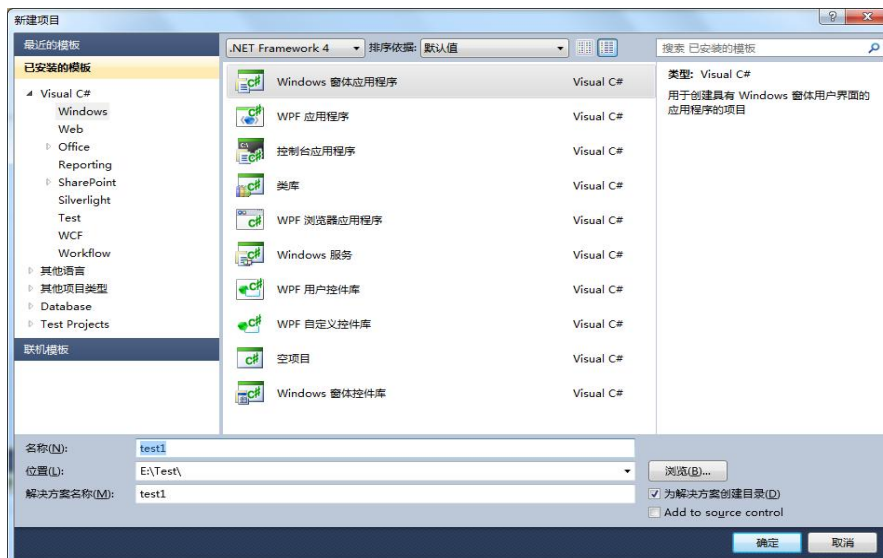 新建项目
最近的模板
已安装的模板
Visual C#
Windows
Web
Office
Reporting
SharePoint
Silverlight
Test
WCF
Workflow
其他语言
其他项目类型
Database
Test Projects
联机模板
.NET Framework 4 排序依据: 默认值
Windows 窗体应用程序 Visual C#
WPF 应用程序 Visual C#
控制台应用程序 Visual C#
类库 Visual C#
WPF 浏览器应用程序 Visual C#
Windows 服务 Visual C#
WPF 用户控件库 Visual C#
WPF 自定义控件库 Visual C#
空项目 Visual C#
Windows 窗体控件库 Visual C#
搜索 已安装的模板
类型: Visual C#
用于创建具有 Windows 窗体用户界面的
应用程序的项目
名称(N): test1
位置(L): E:\Test\ 浏览(B)...
解决方案名称(M): test1
为解决方案创建目录(D)
Add to source control
确定 取消